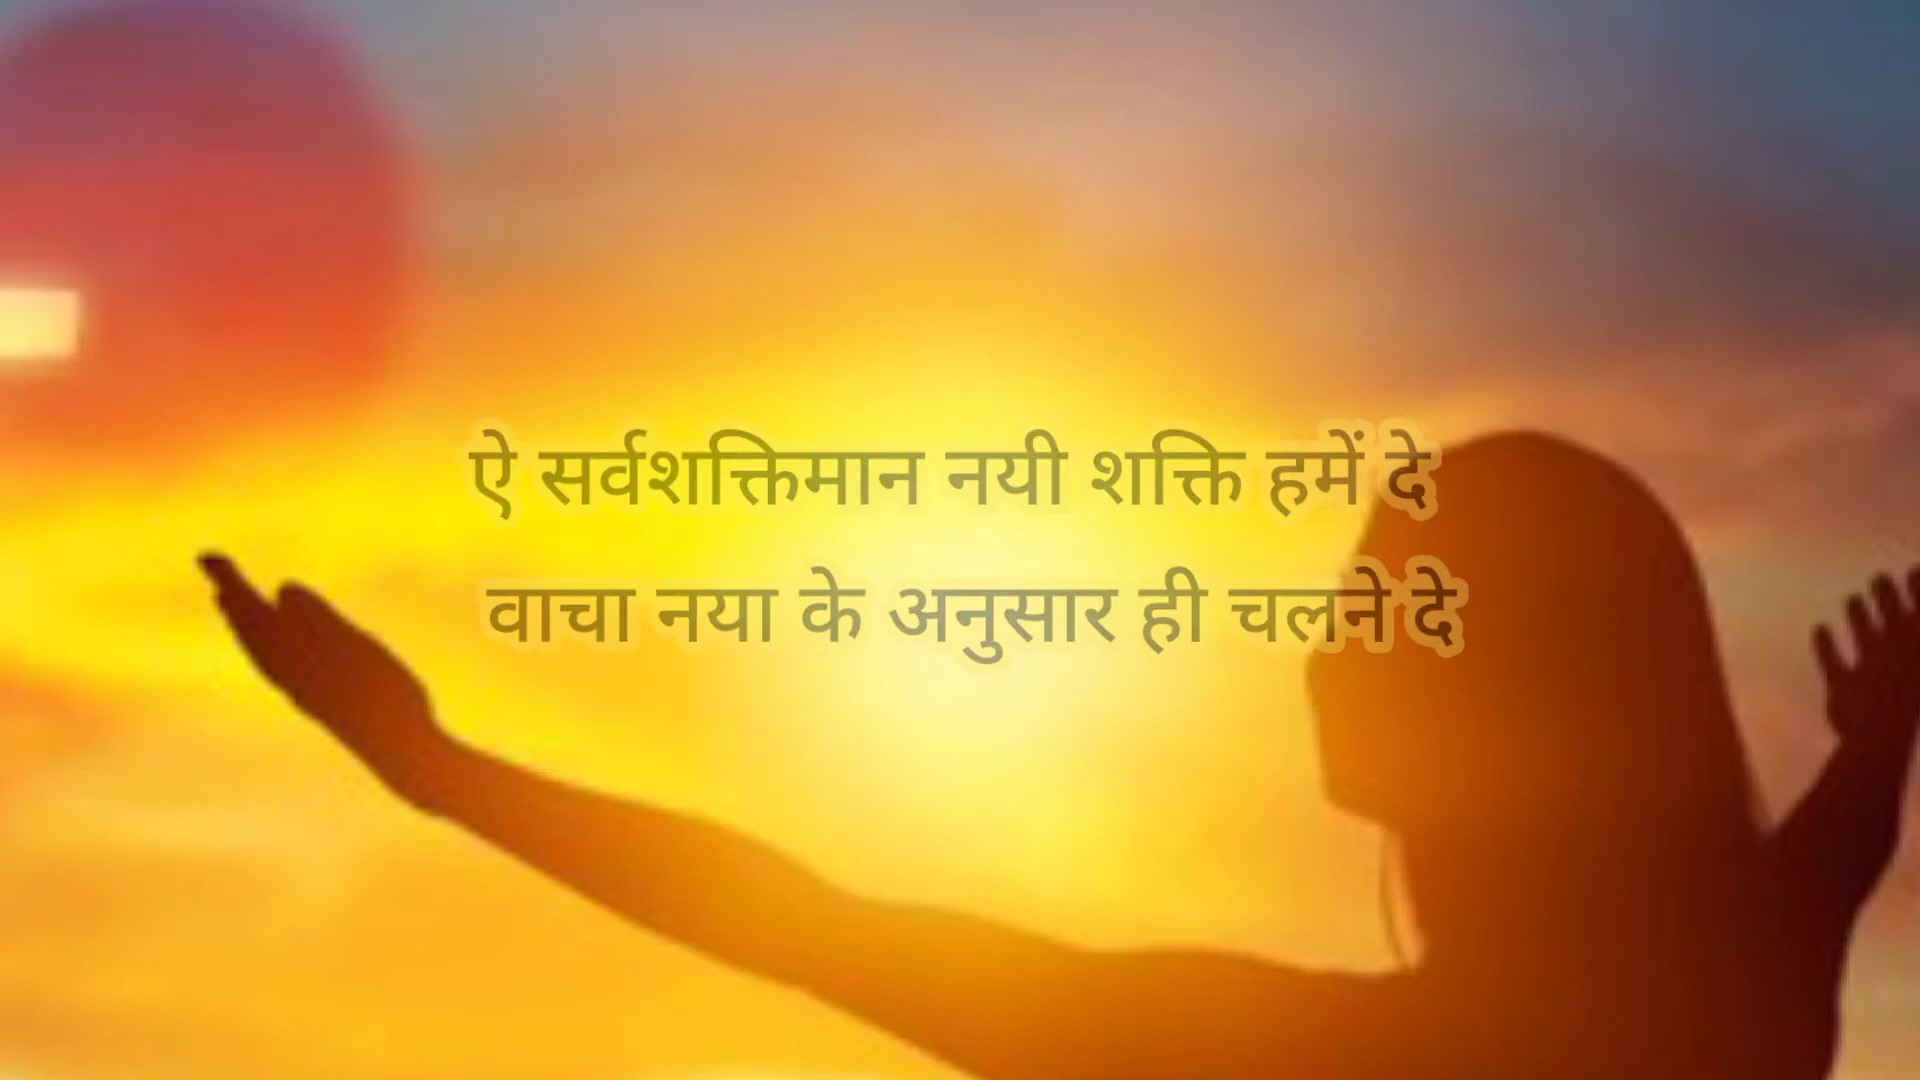 ऐ सर्वशक्तिमान नयी शक्ति हमें दे
वाचा नया के अनुसार ही चलने दे